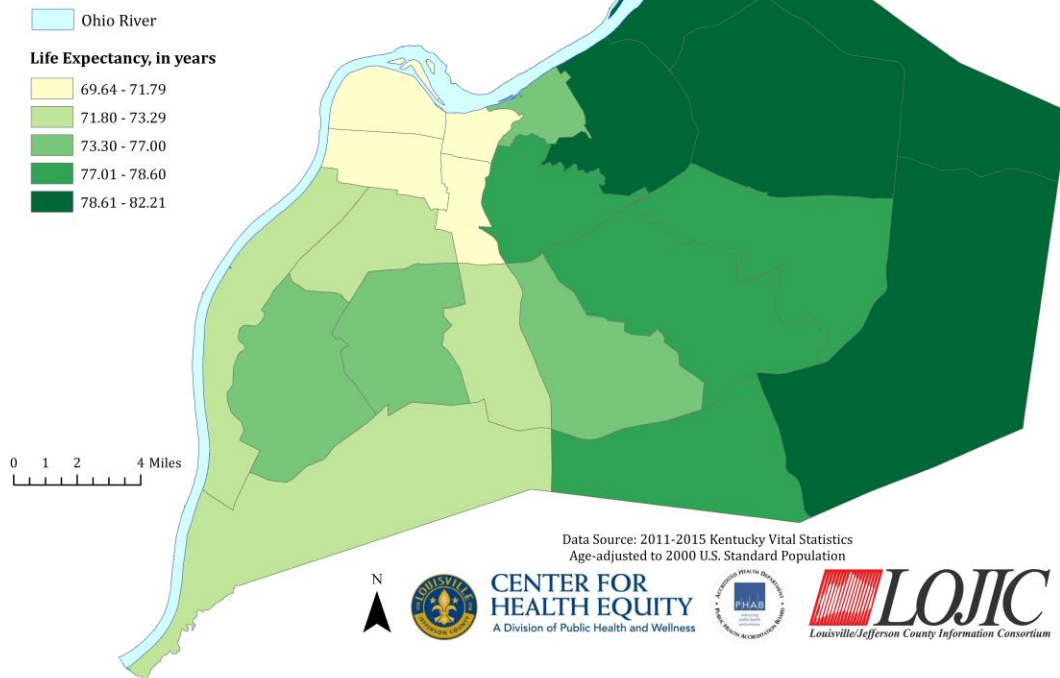 Ohio River
Life Expectancy, in years
69.64 - 71.79
71.80 - 73.29
73.30 - 77.00
77.01 - 78.60
78.61 - 82.21
0 1 2 4 Miles
Data Source: 2011-2015 Kentucky Vital Statistics
Age-adjusted to 2000 U.S. Standard Population
N
LOUISVILLE
JEFFERSON COUNTY
CENTER FOR
HEALTH EQUITY
A Division of Public Health and Wellness
ACCREDITED HEALTH DEPARTMENT
PUBLIC HEALTH ACCREDITATION BOARD
PHAB
LOJIC
Louisville/Jefferson County Information Consortium